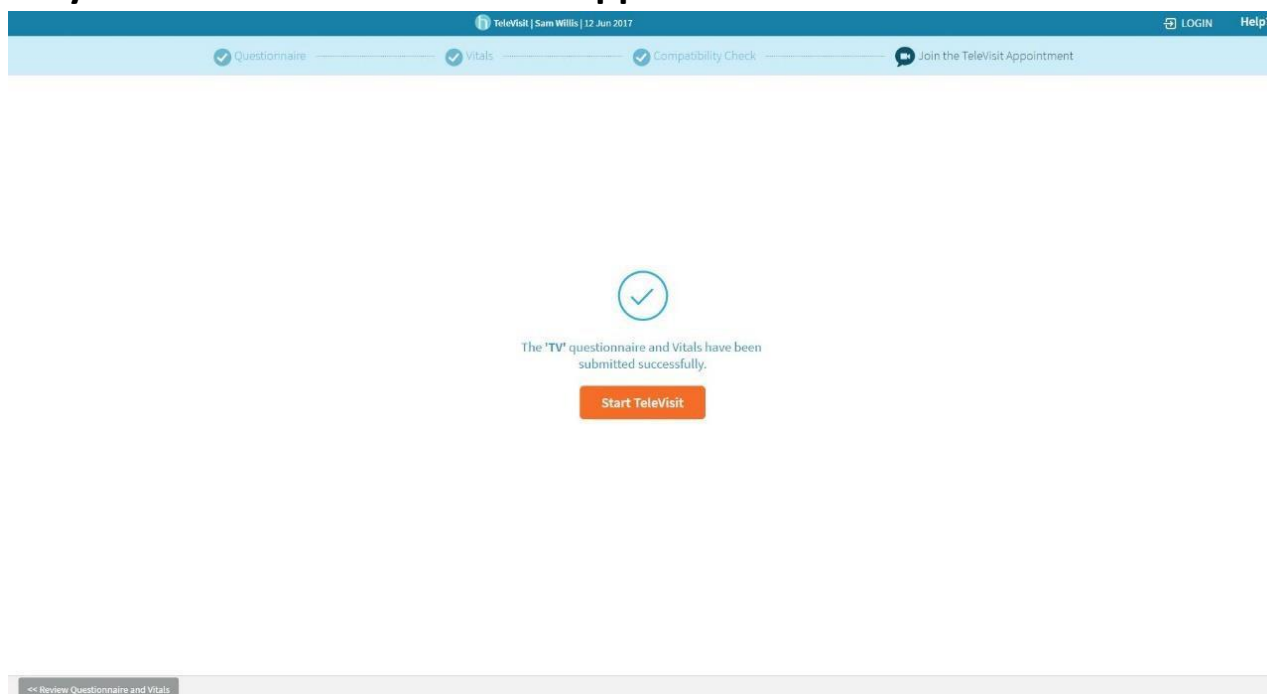 TeleVisit | Sam Willis | 12 Jun 2017
LOGIN
Help?
Questionnaire
Vitals
Compatibility Check
Join the TeleVisit Appointment
The 'TV' questionnaire and Vitals have been
submitted successfully.
Start TeleVisit
<< Review Questionnaire and Vitals